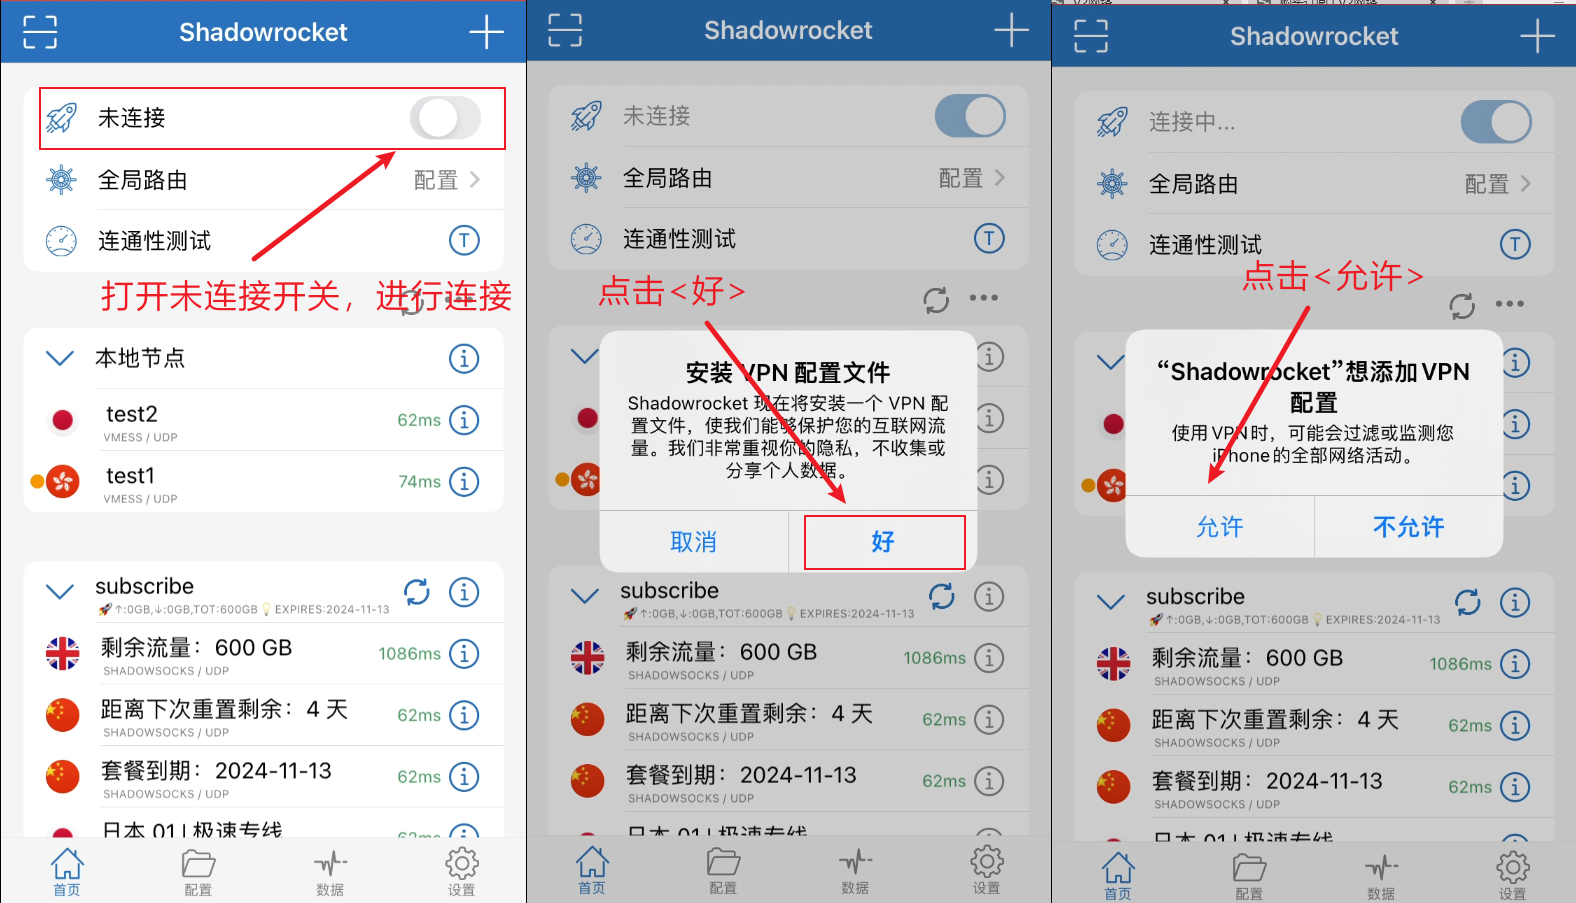 Shadowrocket
未连接
全局路由
配置
连通性测试
T
打开未连接开关，进行连接
本地节点
test2
VMESS / UDP
62ms
test1
VMESS / UDP
74ms
subscribe
🚀↑:0GB,↓:0GB,TOT:600GB💡EXPIRES:2024-11-13
剩余流量：600 GB
SHADOWSOCKS / UDP
1086ms
距离下次重置剩余：4 天
SHADOWSOCKS / UDP
62ms
套餐到期：2024-11-13
SHADOWSOCKS / UDP
62ms
日本 01 | 极速专线
62ms
首页
配置
数据
设置
Shadowrocket
未连接
全局路由
配置
连通性测试
T
点击<好>
安装 VPN 配置文件
Shadowrocket 现在将安装一个 VPN 配
置文件，使我们能够保护您的互联网流
量。我们非常重视你的隐私，不收集或
分享个人数据。
取消
好
subscribe
🚀↑:0GB,↓:0GB,TOT:600GB💡EXPIRES:2024-11-13
剩余流量：600 GB
SHADOWSOCKS / UDP
1086ms
距离下次重置剩余：4 天
SHADOWSOCKS / UDP
62ms
套餐到期：2024-11-13
SHADOWSOCKS / UDP
62ms
日本 01 | 极速专线
首页
配置
数据
设置
Shadowrocket
连接中...
全局路由
配置
连通性测试
T
点击<允许>
“Shadowrocket”想添加 VPN
配置
使用 VPN时，可能会过滤或监测您
iPhone的全部网络活动。
允许
不允许
subscribe
🚀↑:0GB,↓:0GB,TOT:600GB💡EXPIRES:2024-11-13
剩余流量：600 GB
SHADOWSOCKS / UDP
1086ms
距离下次重置剩余：4 天
SHADOWSOCKS / UDP
62ms
套餐到期：2024-11-13
SHADOWSOCKS / UDP
62ms
日本 01 | 极速专线
首页
配置
数据
设置